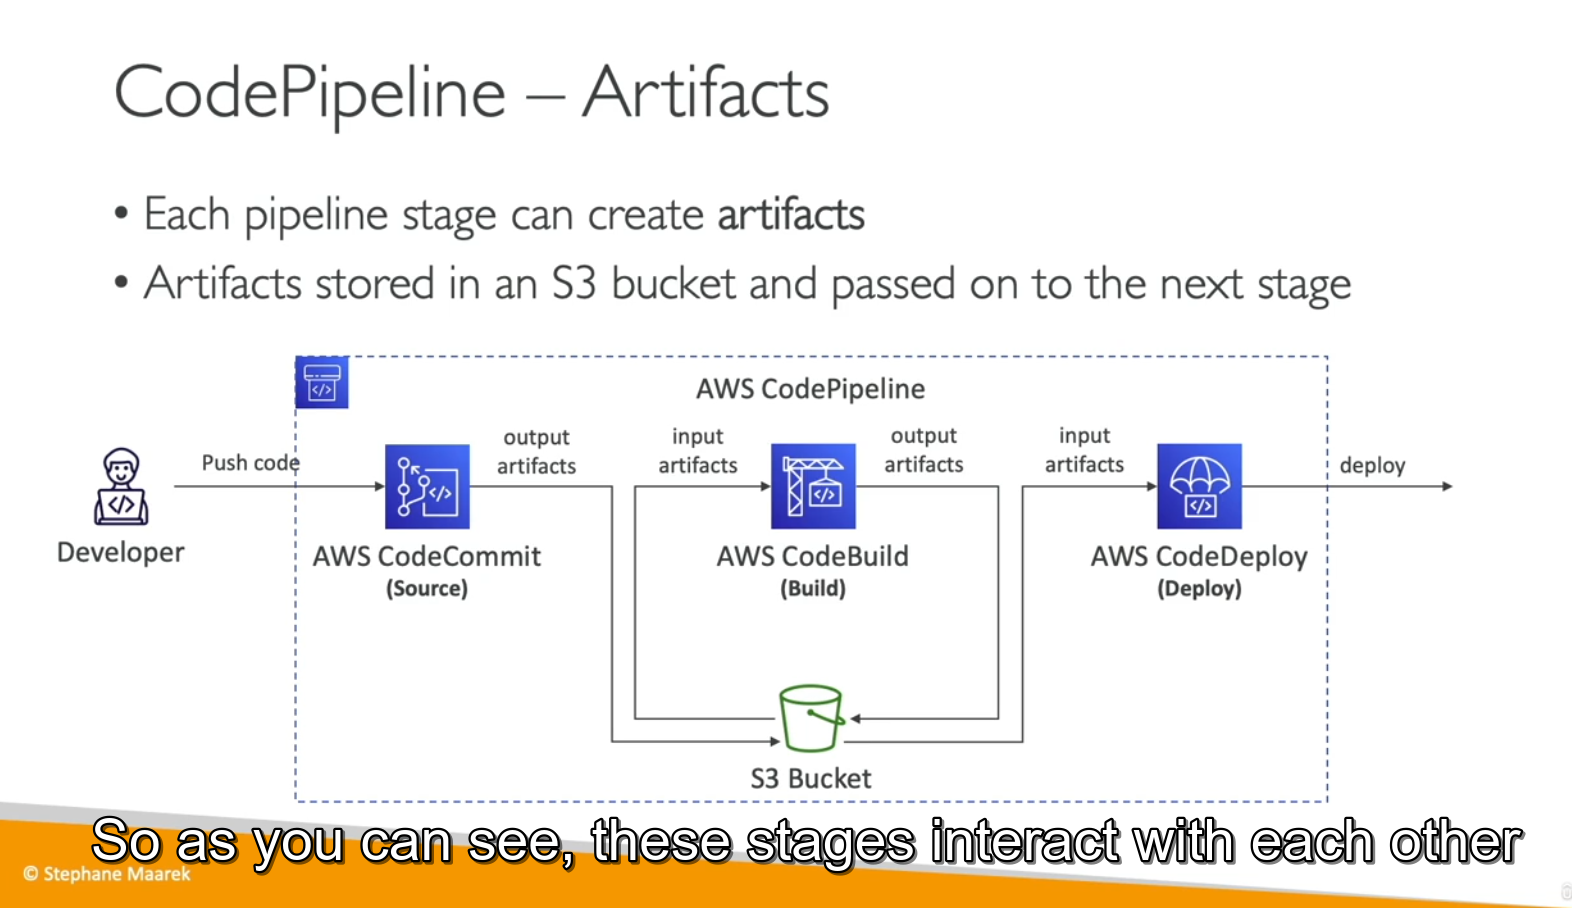 CodePipeline – Artifacts
• Each pipeline stage can create artifacts
• Artifacts stored in an S3 bucket and passed on to the next stage
AWS CodePipeline
Push code
output
artifacts
input
artifacts
output
artifacts
input
artifacts
deploy
Developer
AWS CodeCommit
(Source)
AWS CodeBuild
(Build)
AWS CodeDeploy
(Deploy)
S3 Bucket
So as you can see, these stages interact with each other
© Stephane Maarek